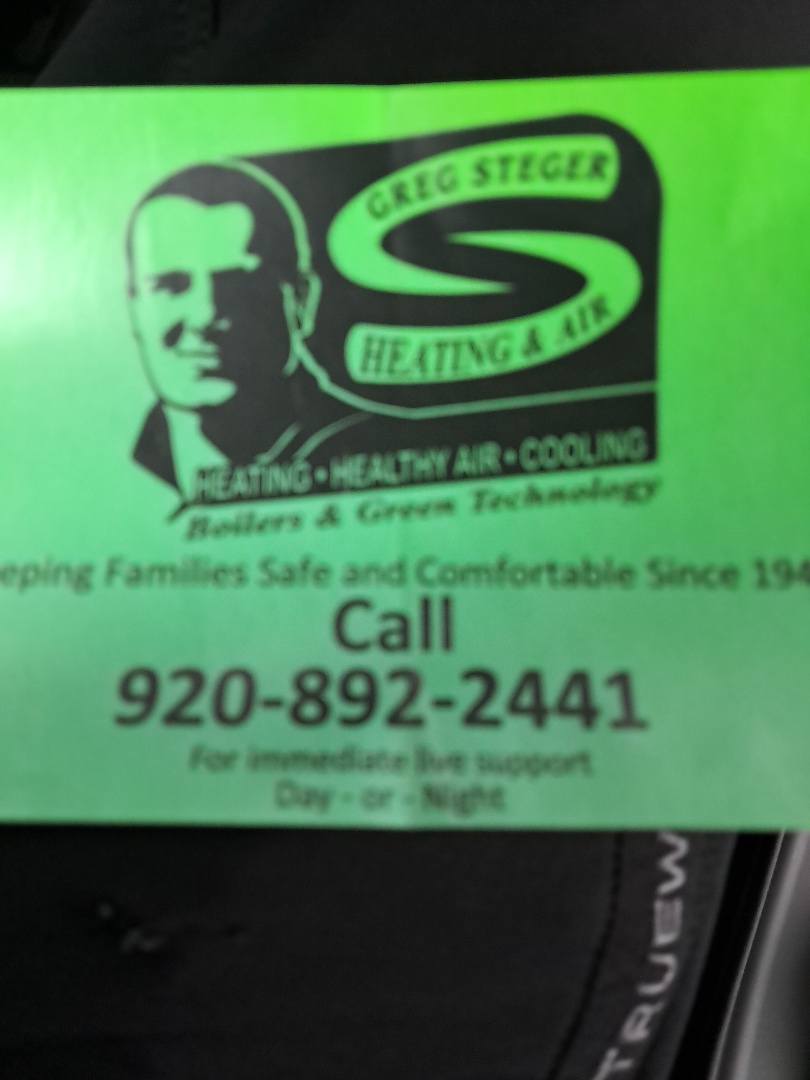 GREG STEGER
HEATING & AIR
HEATING • HEALTHY AIR • COOLING
Boilers & Green Technology
eeping Families Safe and Comfortable Since 194
Call
920-892-2441
For immediate live support
Day - or - Night
TRUEW